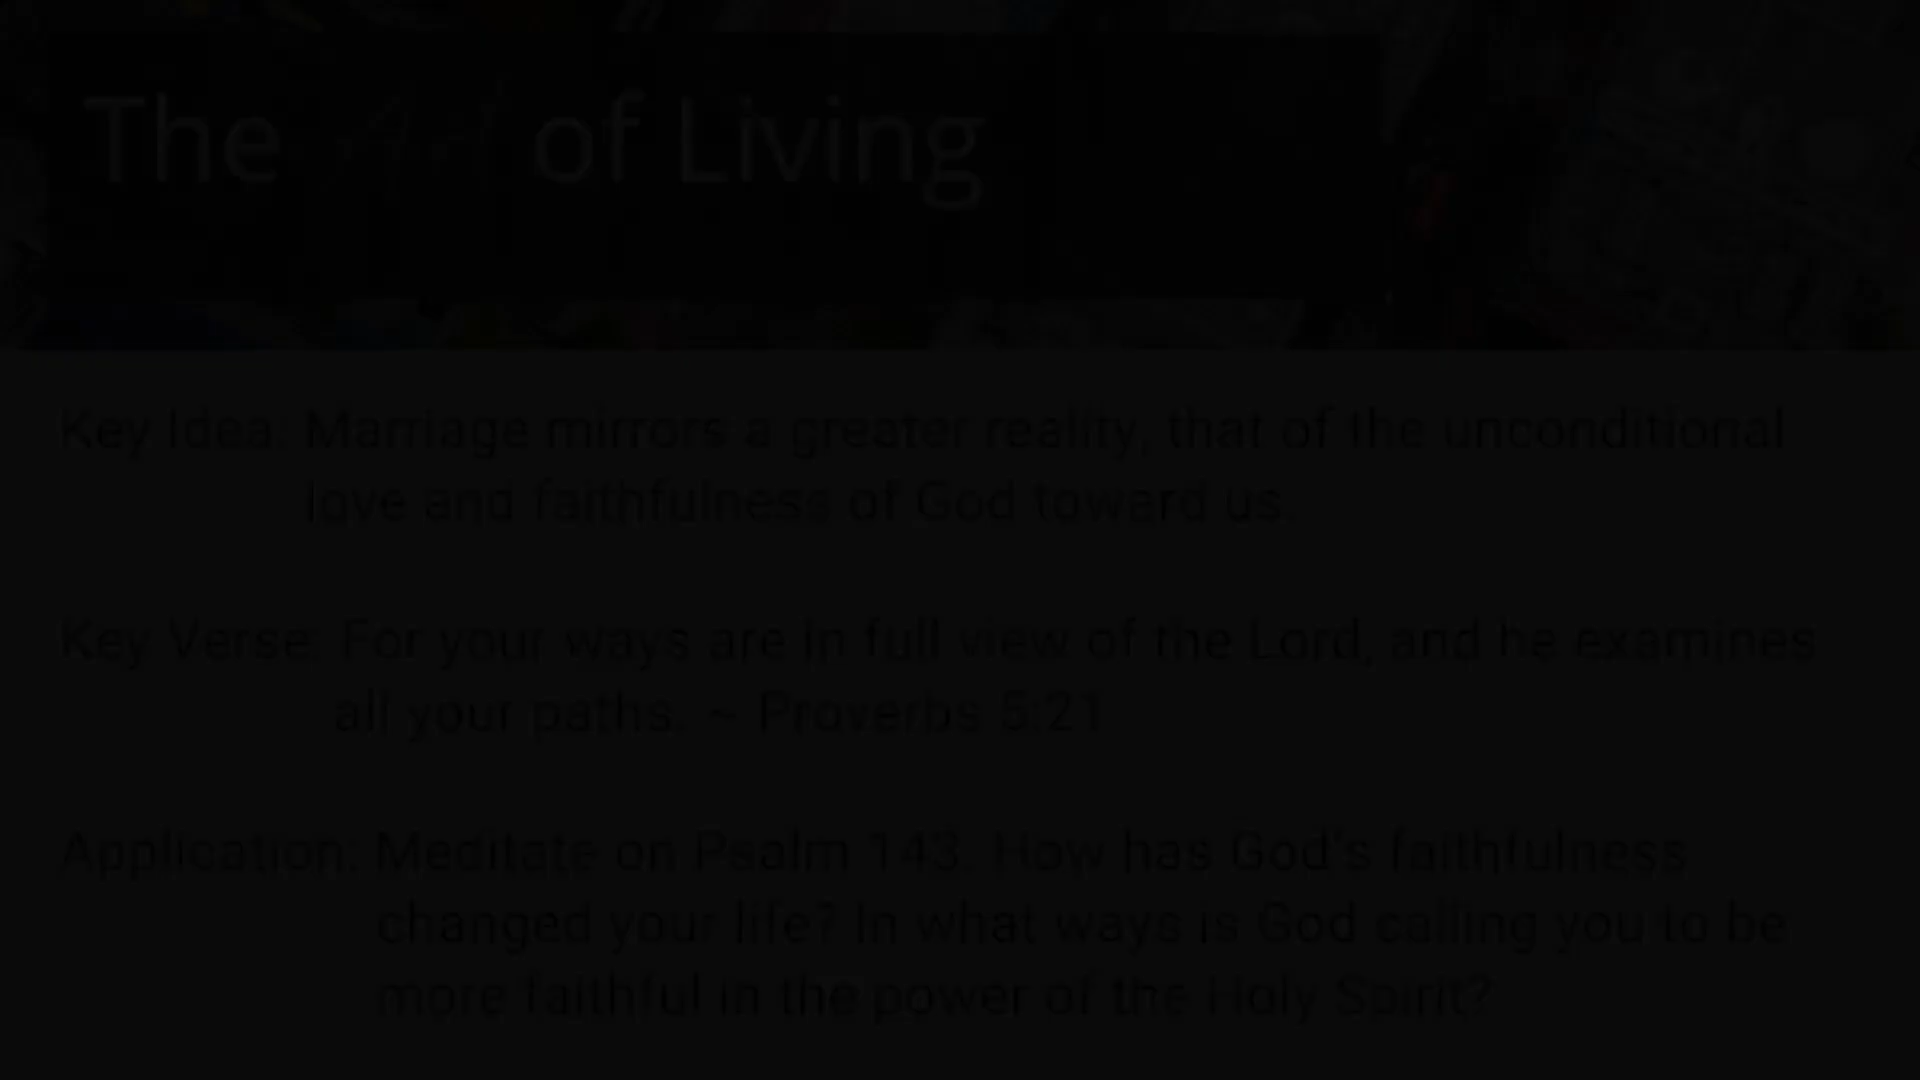 The Art of Living
Key Idea: Marriage mirrors a greater reality, that of the unconditional
love and faithfulness of God toward us.
Key Verse: For your ways are in full view of the Lord, and he examines
all your paths. ~ Proverbs 5:21
Application: Meditate on Psalm 143. How has God's faithfulness
changed your life? In what ways is God calling you to be
more faithful in the power of the Holy Spirit?